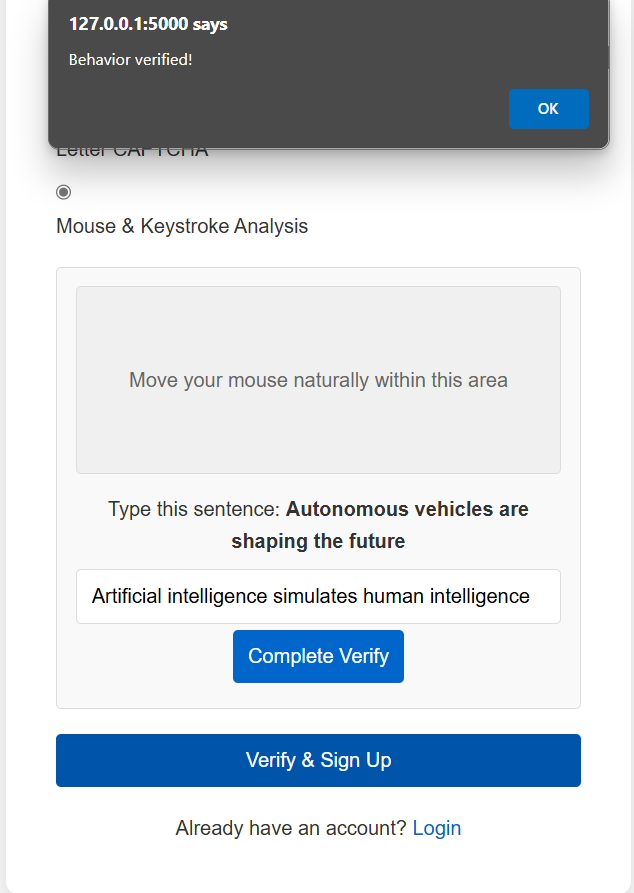 127.0.0.1:5000 says
Behavior verified!
OK
Letter CAPTCHA
Mouse & Keystroke Analysis
Move your mouse naturally within this area
Type this sentence: Autonomous vehicles are
shaping the future
Artificial intelligence simulates human intelligence
Complete Verify
Verify & Sign Up
Already have an account? Login